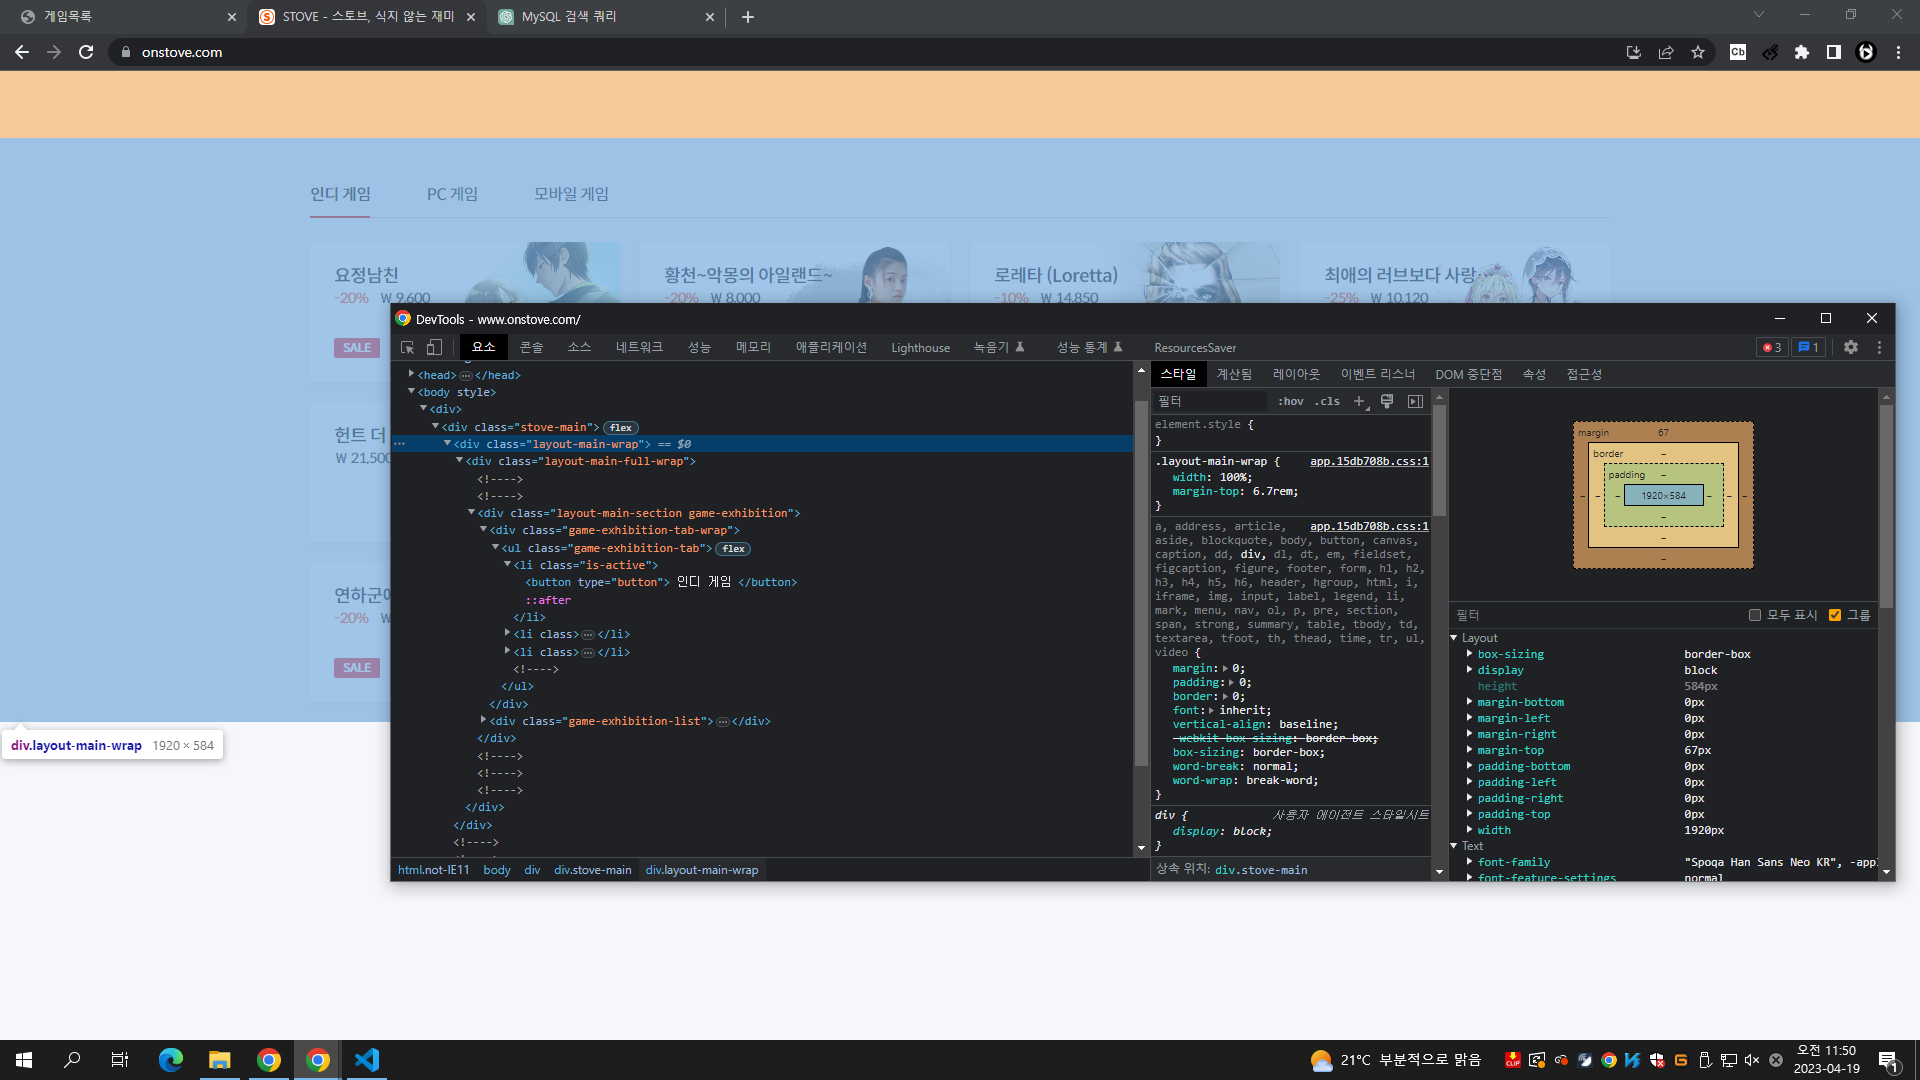 게임목록
STOVE - 스토브, 식지 않는 재미
MySQL 검색 쿼리
onstove.com
인디 게임
PC 게임
모바일 게임
요정남친
-20% ₩ 9,600
SALE
황천~악몽의 아일랜드~
-20% ₩ 8,000
로레타 (Loretta)
-10% ₩ 14,850
최애의 러브보다 사랑
-25% ₩ 10,120
헌트 더
₩ 21,500
연하군
-20% ₩
SALE
div.layout-main-wrap 1920 × 584
DevTools - www.onstove.com/
요소 콘솔 소스 네트워크 성능 메모리 애플리케이션 Lighthouse 녹음기 성능 통계 ResourcesSaver
3 1
<head>…</head>
<body style>
<div>
<div class="stove-main"> flex
<div class="layout-main-wrap"> == $0
<div class="layout-main-full-wrap">
<!---->
<!---->
<div class="layout-main-section game-exhibition">
<div class="game-exhibition-tab-wrap">
<ul class="game-exhibition-tab"> flex
<li class="is-active">
<button type="button"> 인디 게임 </button>
::after
</li>
<li class>…</li>
<li class>…</li>
<!---->
</ul>
</div>
<div class="game-exhibition-list">…</div>
</div>
<!---->
<!---->
<!---->
</div>
</div>
<!---->
html.not-IE11 body div div.stove-main div.layout-main-wrap
스타일 계산됨 레이아웃 이벤트 리스너 DOM 중단점 속성 접근성
필터 :hov .cls
element.style {
}
.layout-main-wrap { app.15db708b.css:1
width: 100%;
margin-top: 6.7rem;
}
a, address, article, app.15db708b.css:1
aside, blockquote, body, button, canvas,
caption, dd, div, dl, dt, em, fieldset,
figcaption, figure, footer, form, h1, h2,
h3, h4, h5, h6, header, hgroup, html, i,
iframe, img, input, label, legend, li,
mark, menu, nav, ol, p, pre, section,
span, strong, summary, table, tbody, td,
textarea, tfoot, th, thead, time, tr, ul,
video {
margin: 0;
padding: 0;
border: 0;
font: inherit;
vertical-align: baseline;
-webkit-box-sizing: border-box;
box-sizing: border-box;
word-break: normal;
word-wrap: break-word;
}
div { 사용자 에이전트 스타일시트
display: block;
}
상속 위치: div.stove-main
margin 67
border –
padding –
– – – 1920×584 – – –
–
–
–
필터 모두 표시 그룹
Layout
box-sizing border-box
display block
height 584px
margin-bottom 0px
margin-left 0px
margin-right 0px
margin-top 67px
padding-bottom 0px
padding-left 0px
padding-right 0px
padding-top 0px
width 1920px
Text
font-family "Spoqa Han Sans Neo KR", -appl
font-feature-settings normal
21°C 부분적으로 맑음
오전 11:50
2023-04-19
1